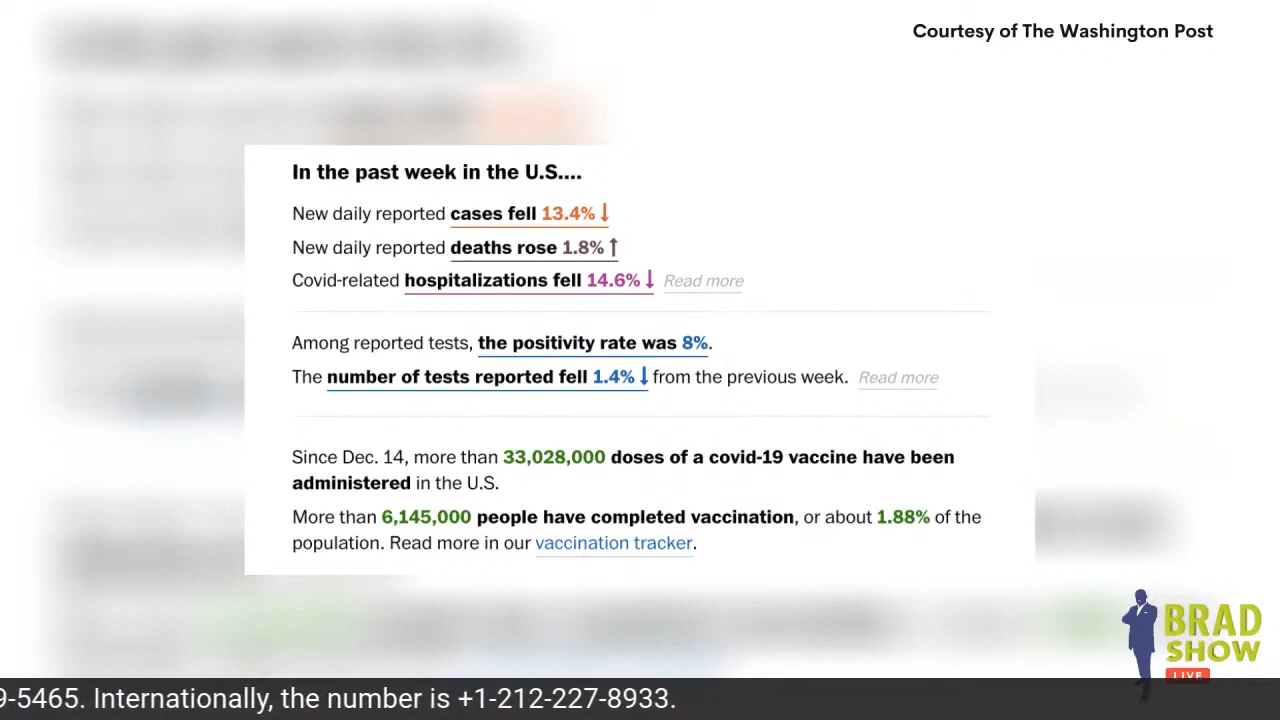 Courtesy of The Washington Post
In the past week in the U.S....
New daily reported cases fell 13.4% ↓
New daily reported deaths rose 1.8% ↑
Covid-related hospitalizations fell 14.6% ↓ Read more
Among reported tests, the positivity rate was 8%.
The number of tests reported fell 1.4% ↓ from the previous week. Read more
Since Dec. 14, more than 33,028,000 doses of a covid-19 vaccine have been
administered in the U.S.
More than 6,145,000 people have completed vaccination, or about 1.88% of the
population. Read more in our vaccination tracker.
BRAD
SHOW
LIVE
9-5465. Internationally, the number is +1-212-227-8933.